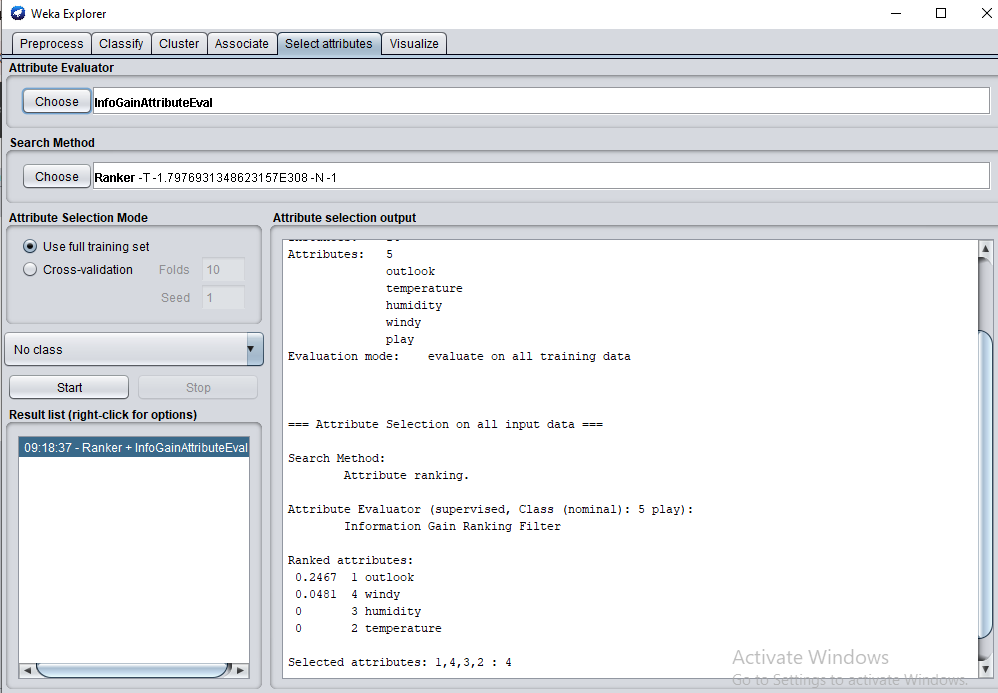 Weka Explorer
Preprocess Classify Cluster Associate Select attributes Visualize
Attribute Evaluator
Choose InfoGainAttributeEval
Search Method
Choose Ranker -T -1.7976931348623157E308 -N -1
Attribute Selection Mode
Use full training set
Cross-validation Folds 10
Seed 1
No class
Start Stop
Result list (right-click for options)
09:18:37 - Ranker + InfoGainAttributeEval
Attribute selection output
Attributes: 5
outlook
temperature
humidity
windy
play
Evaluation mode: evaluate on all training data
=== Attribute Selection on all input data ===
Search Method:
Attribute ranking.
Attribute Evaluator (supervised, Class (nominal): 5 play):
Information Gain Ranking Filter
Ranked attributes:
0.2467 1 outlook
0.0481 4 windy
0 3 humidity
0 2 temperature
Selected attributes: 1,4,3,2 : 4
Activate Windows
Go to Settings to activate Windows.